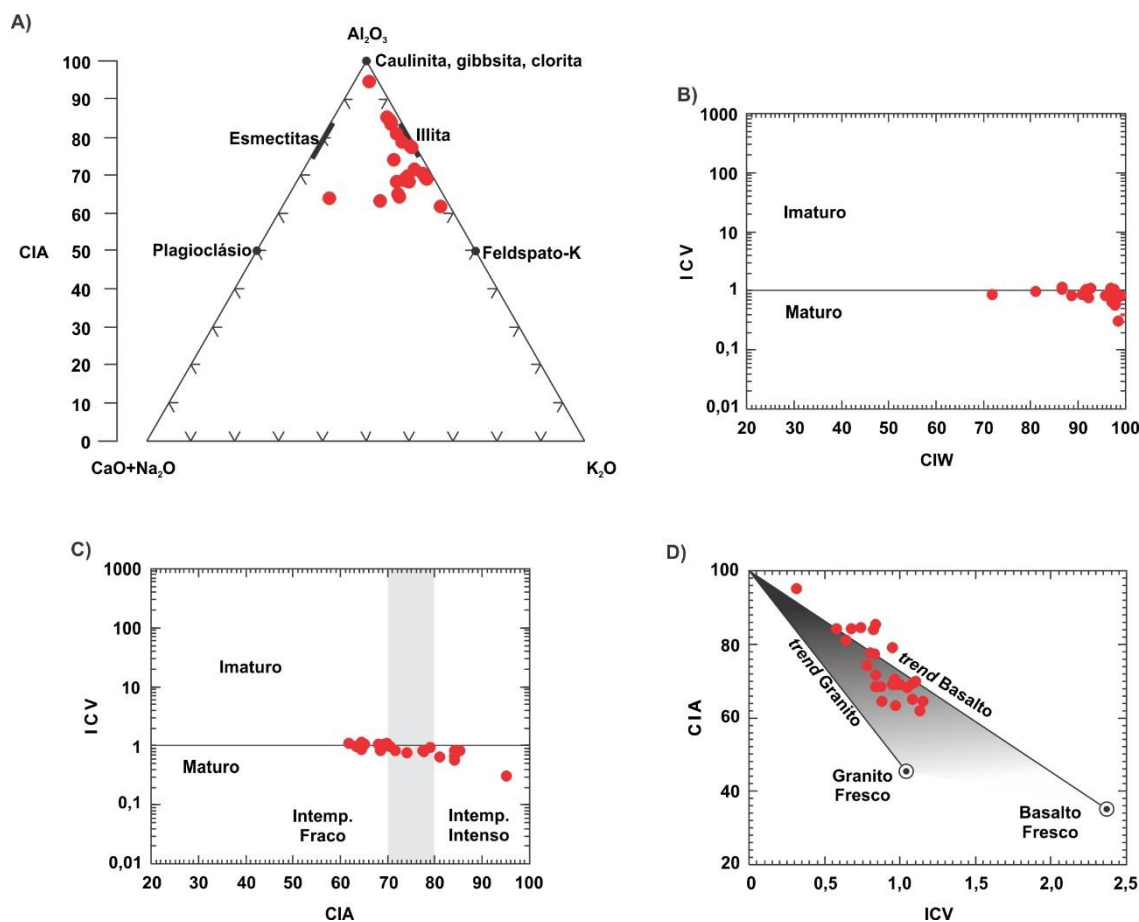 A)
Al₂O₃
Caulinita, gibbsita, clorita
Esmectitas
Illita
Plagioclásio
Feldspato-K
CIA
100
90
80
70
60
50
40
30
20
10
0
CaO+Na₂O
K₂O
B)
1000
100
10
1
0,1
0,01
ICV
Imaturo
Maturo
20 30 40 50 60 70 80 90 100
CIW
C)
1000
100
10
1
0,1
0,01
ICV
Imaturo
Maturo
Intemp.
Fraco
Intemp.
Intenso
20 30 40 50 60 70 80 90 100
CIA
D)
100
80
60
40
20
CIA
trend Granito
trend Basalto
Granito
Fresco
Basalto
Fresco
0 0,5 1,0 1,5 2,0 2,5
ICV